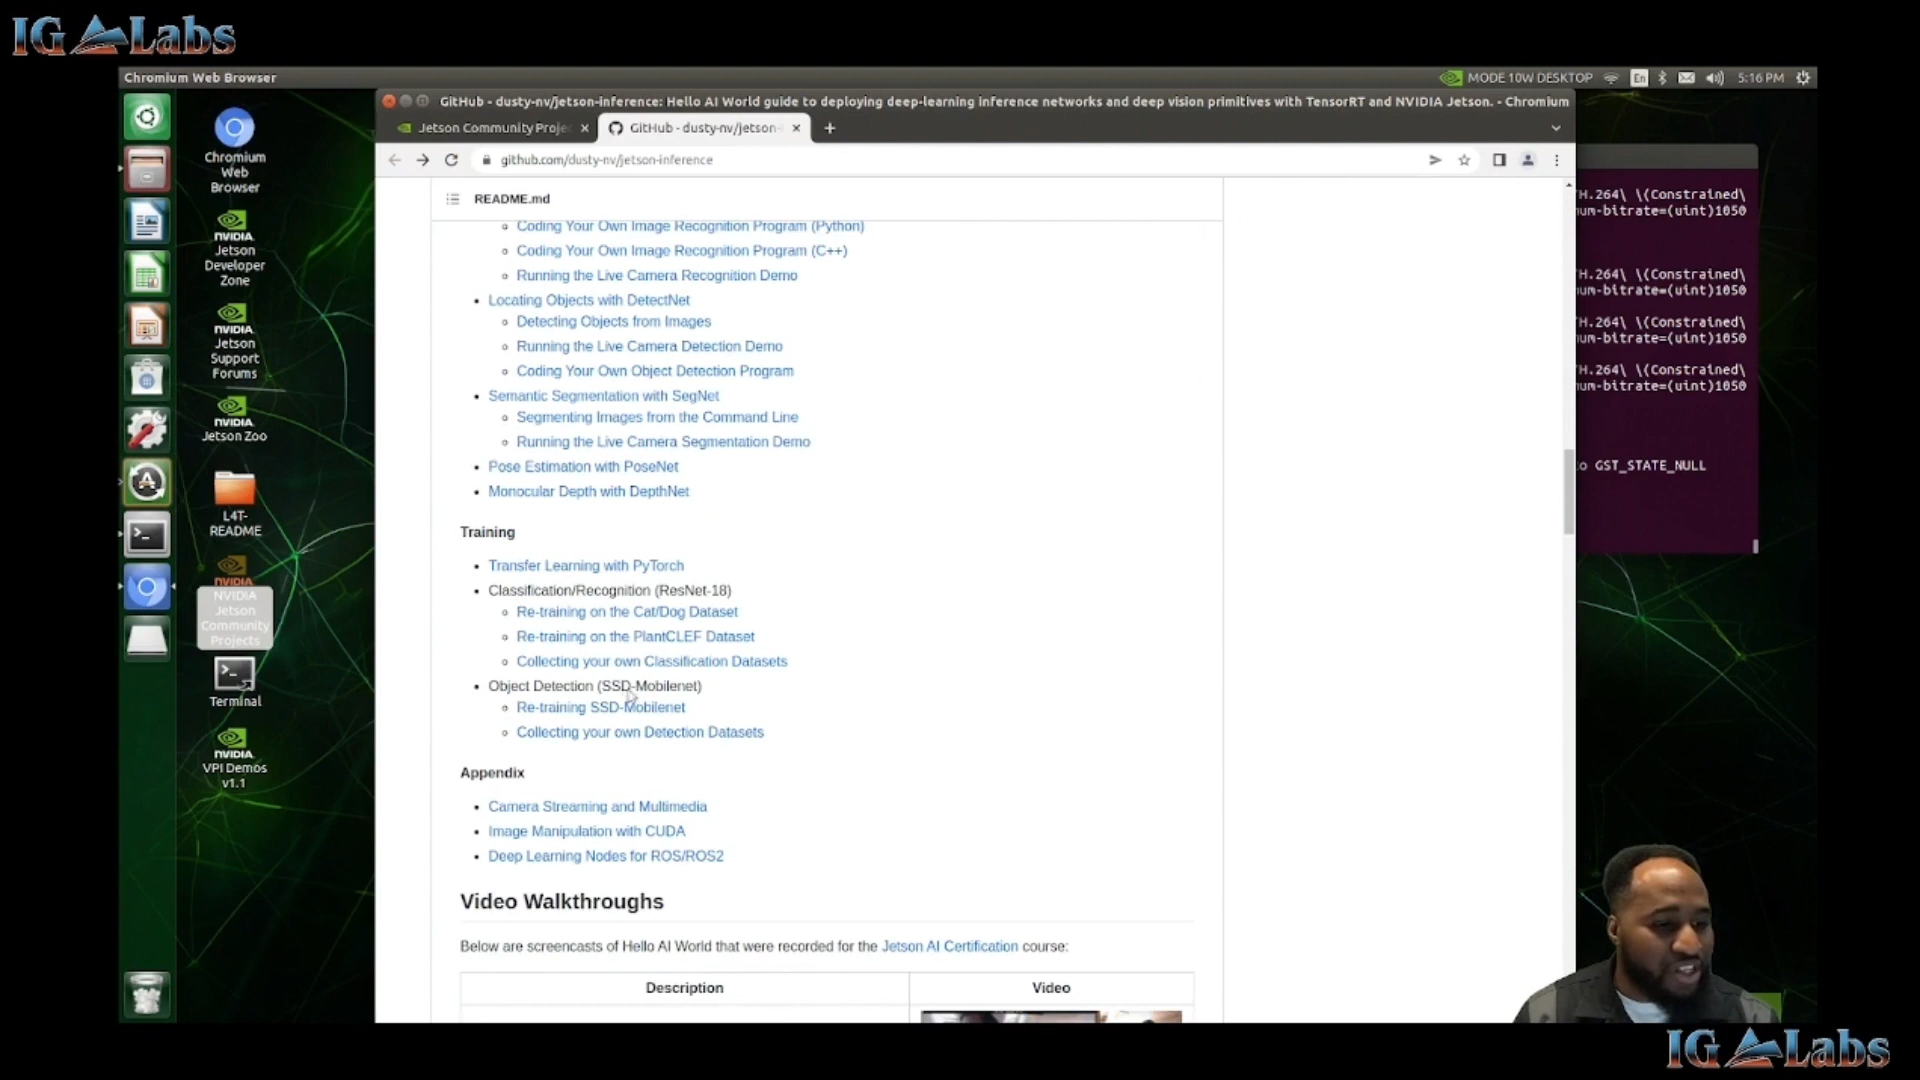 IG Labs
Chromium Web Browser
MODE 10W DESKTOP
En
5:16 PM
GitHub - dusty-nv/jetson-inference: Hello AI World guide to deploying deep-learning inference networks and deep vision primitives with TensorRT and NVIDIA Jetson. - Chromium
Jetson Community Proje
GitHub - dusty-nv/jetson-
github.com/dusty-nv/jetson-inference
README.md
Coding Your Own Image Recognition Program (Python)
Coding Your Own Image Recognition Program (C++)
Running the Live Camera Recognition Demo
Locating Objects with DetectNet
Detecting Objects from Images
Running the Live Camera Detection Demo
Coding Your Own Object Detection Program
Semantic Segmentation with SegNet
Segmenting Images from the Command Line
Running the Live Camera Segmentation Demo
Pose Estimation with PoseNet
Monocular Depth with DepthNet
Training
Transfer Learning with PyTorch
Classification/Recognition (ResNet-18)
Re-training on the Cat/Dog Dataset
Re-training on the PlantCLEF Dataset
Collecting your own Classification Datasets
Object Detection (SSD-Mobilenet)
Re-training SSD-Mobilenet
Collecting your own Detection Datasets
Appendix
Camera Streaming and Multimedia
Image Manipulation with CUDA
Deep Learning Nodes for ROS/ROS2
Video Walkthroughs
Below are screencasts of Hello AI World that were recorded for the Jetson AI Certification course:
Description Video
Chromium
Web
Browser
NVIDIA.
Jetson
Developer
Zone
NVIDIA.
Jetson
Support
Forums
NVIDIA.
Jetson Zoo
L4T-
README
NVIDIA.
NVIDIA
Jetson
Community
Projects
Terminal
NVIDIA.
VPI Demos
v1.1
H.264\ \(Constrained\
um-bitrate=(uint)1050
H.264\ \(Constrained\
um-bitrate=(uint)1050
H.264\ \(Constrained\
um-bitrate=(uint)1050
H.264\ \(Constrained\
um-bitrate=(uint)1050
o GST_STATE_NULL
IG Labs